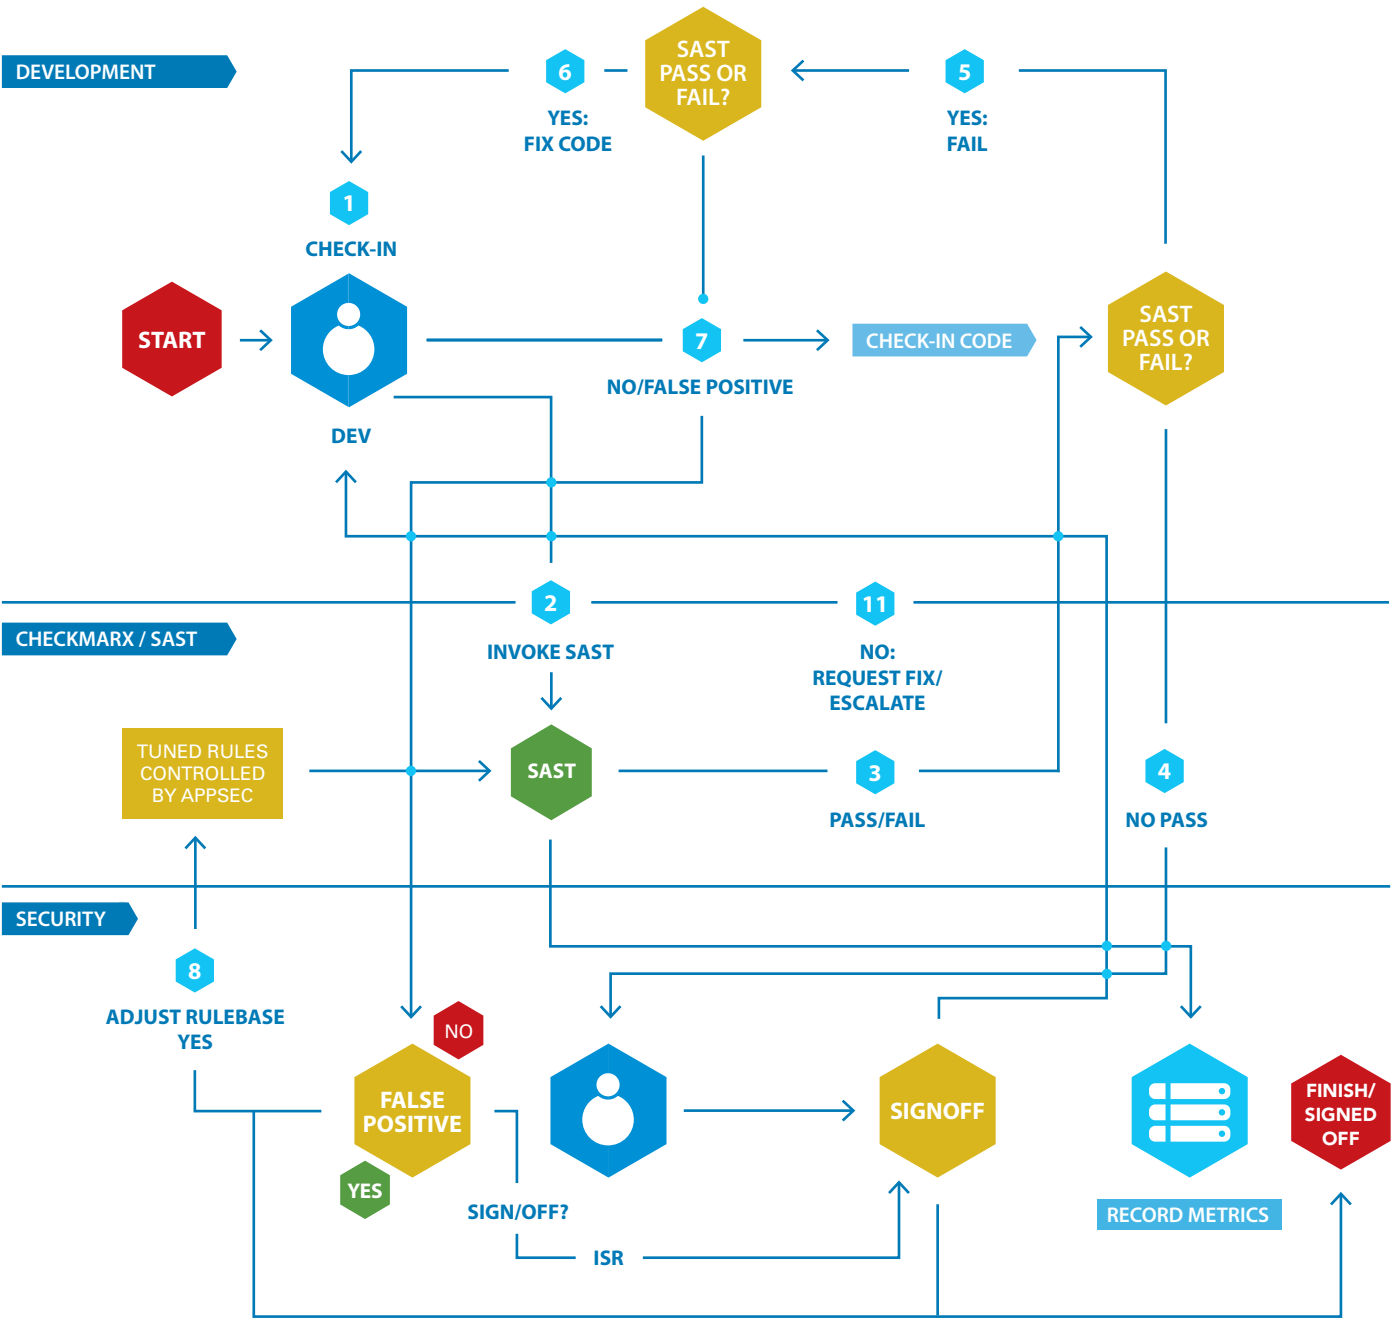 DEVELOPMENT
6
YES:
FIX CODE
SAST
PASS OR
FAIL?
5
YES:
FAIL
1
CHECK-IN
START
DEV
7
NO/FALSE POSITIVE
CHECK-IN CODE
SAST
PASS OR
FAIL?
CHECKMARX / SAST
2
INVOKE SAST
11
NO:
REQUEST FIX/
ESCALATE
TUNED RULES
CONTROLLED
BY APPSEC
SAST
3
PASS/FAIL
4
NO PASS
SECURITY
8
ADJUST RULEBASE
YES
NO
FALSE
POSITIVE
YES
SIGN/OFF?
ISR
SIGNOFF
RECORD METRICS
FINISH/
SIGNED
OFF